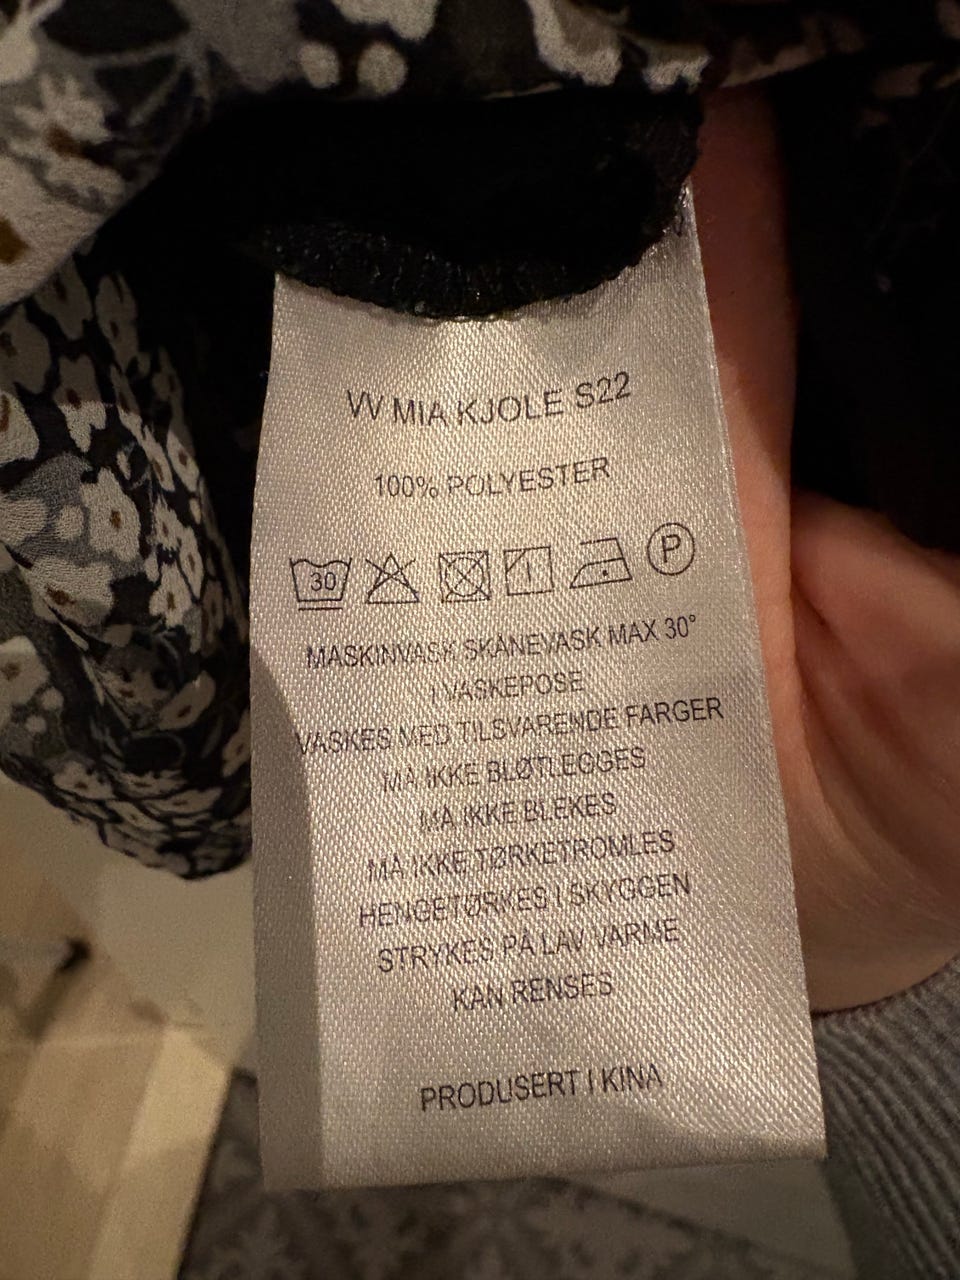 VV MIA KJOLE S22
100% POLYESTER
30 P
MASKINVASK SKÅNEVASK MAX 30°
I VASKEPOSE
VASKES MED TILSVARENDE FARGER
MÅ IKKE BLØTLEGGES
MÅ IKKE BLEKES
MÅ IKKE TØRKETROMLES
HENGETØRKES I SKYGGEN
STRYKES PÅ LAV VARME
KAN RENSES
PRODUSERT I KINA